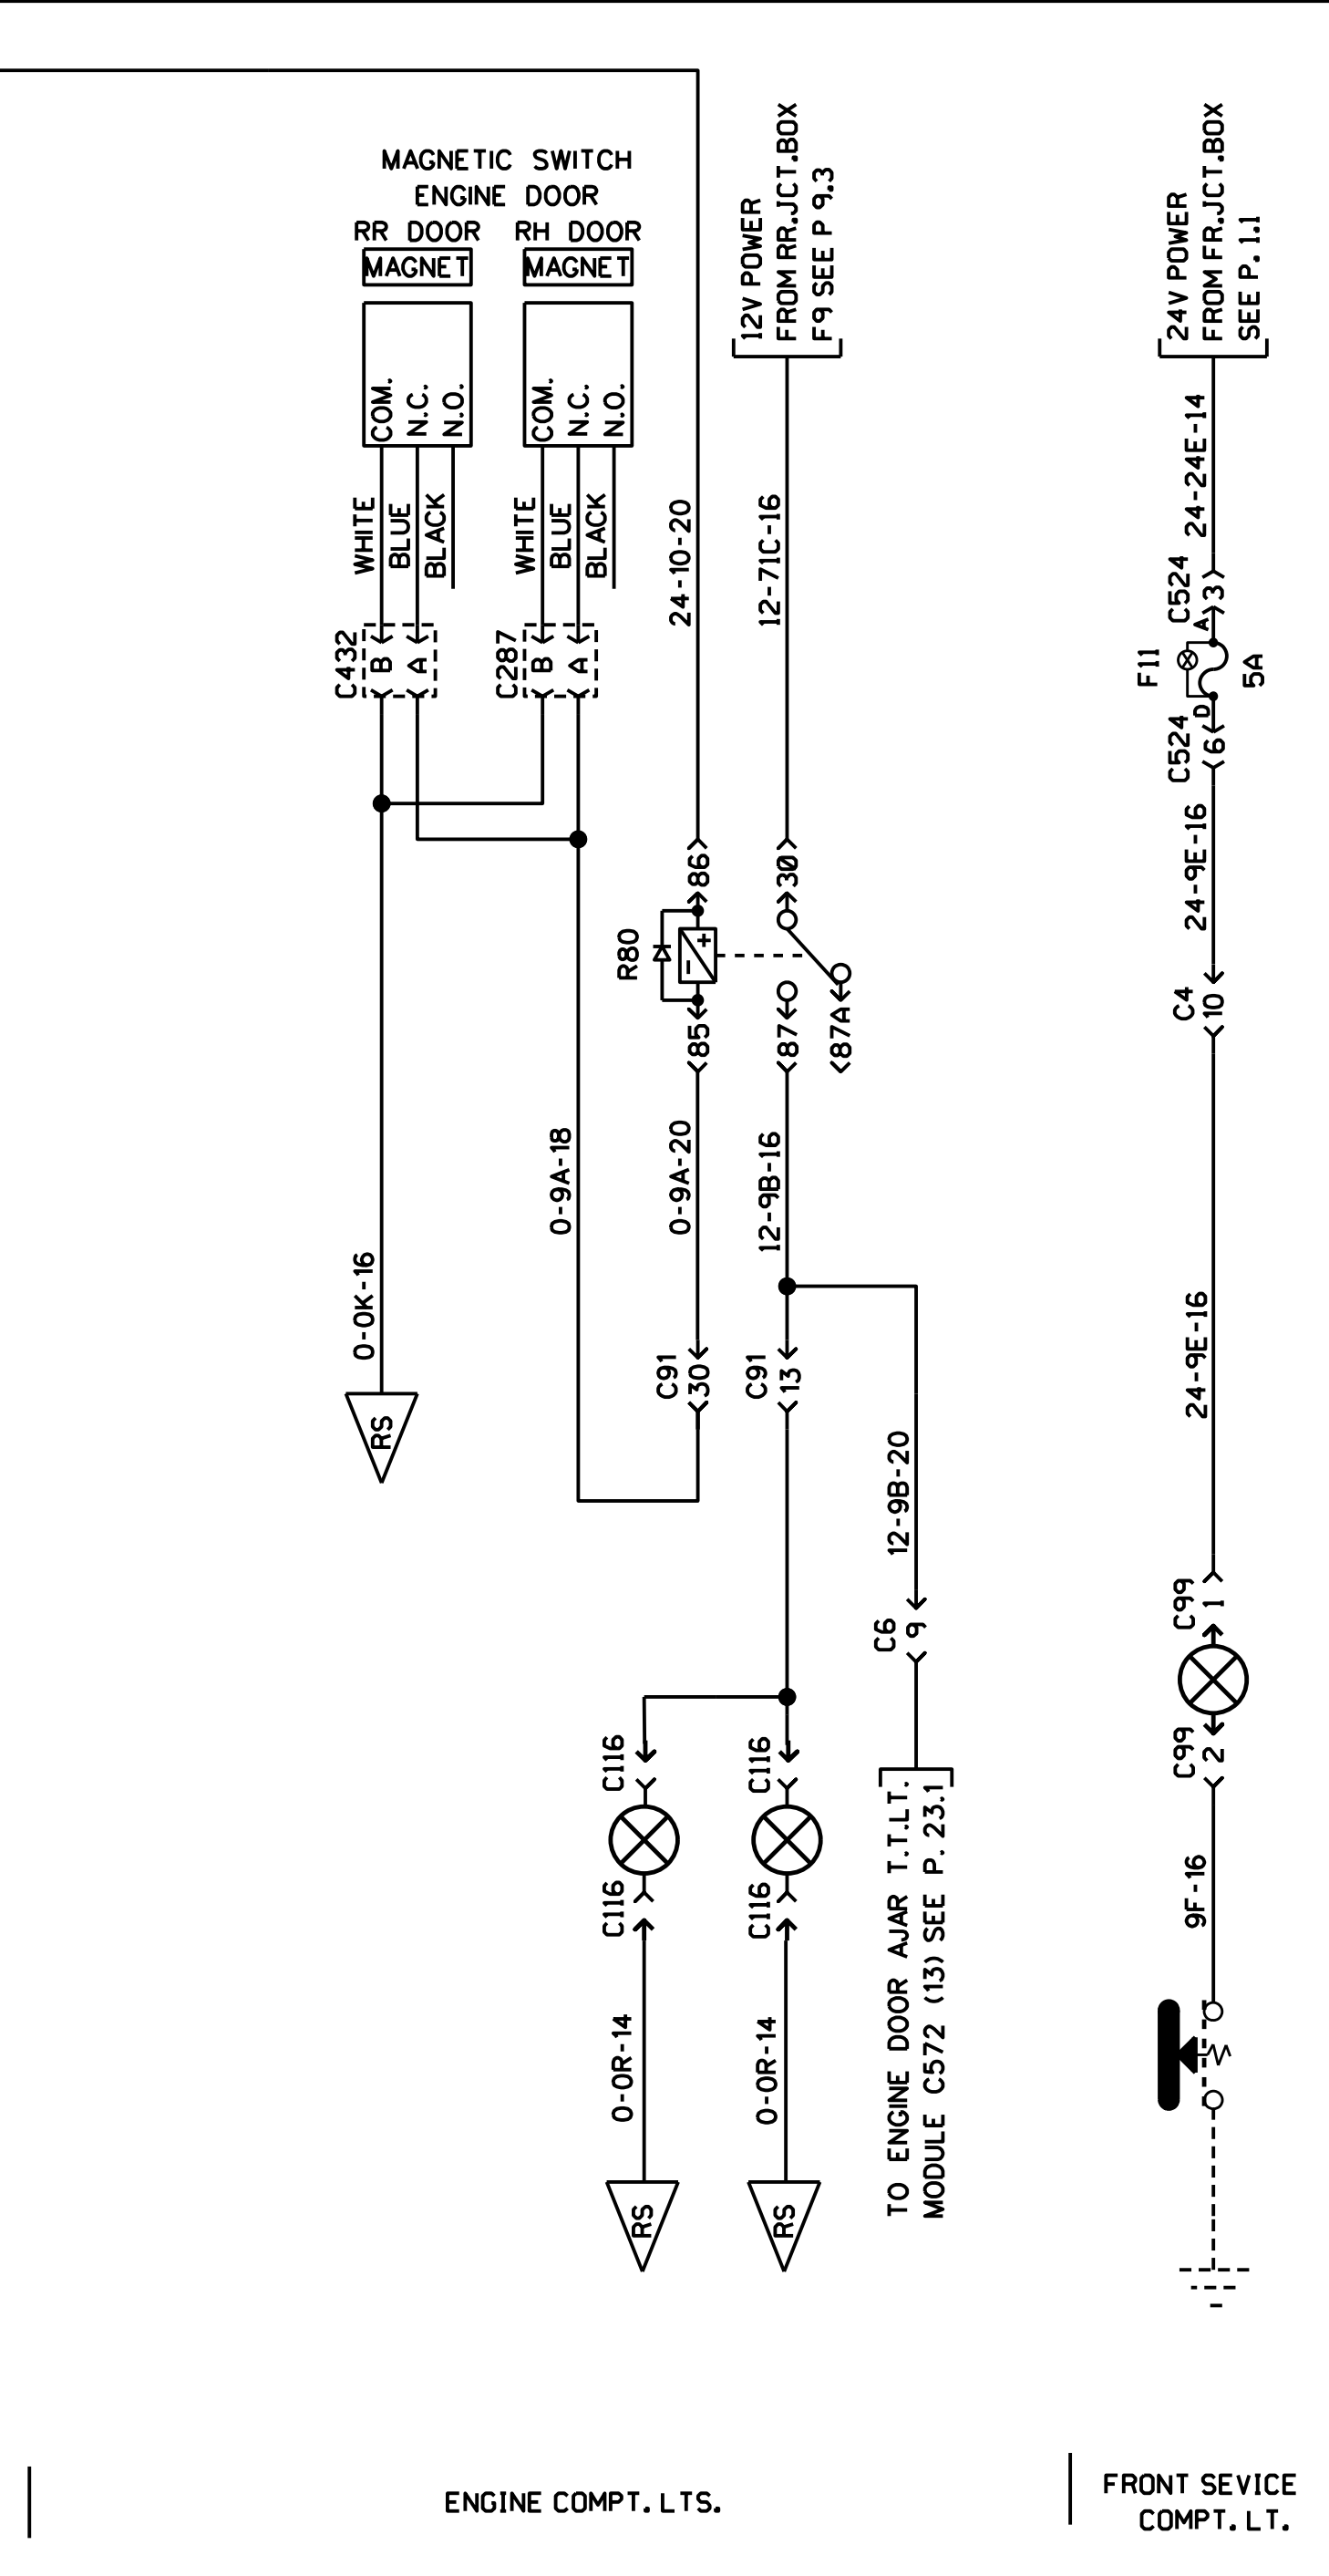 MAGNETIC SWITCH
ENGINE DOOR
RR DOOR
RH DOOR
MAGNET
MAGNET
COM.
N.C.
N.O.
COM.
N.C.
N.O.
WHITE
BLUE
BLACK
WHITE
BLUE
BLACK
C432
B
A
C287
B
A
24-10-20
12V POWER
FROM RR.JCT.BOX
F9 SEE P 9.3
12-71C-16
24V POWER
FROM FR.JCT.BOX
SEE P. 1.1
24-24E-14
C524
3
A
F11
5A
D
C524
6
24-9E-16
C4
10
R80
86
30
+
-
85
87
87A
0-0K-16
RS
0-9A-18
0-9A-20
12-9B-16
C91
30
C91
13
12-9B-20
C6
9
24-9E-16
C99
1
C99
2
9F-16
C116
C116
C116
C116
0-0R-14
0-0R-14
RS
RS
TO ENGINE DOOR AJAR T.T.LT.
MODULE C572 (13) SEE P. 23.1
ENGINE COMPT. LTS.
FRONT SEVICE
COMPT. LT.